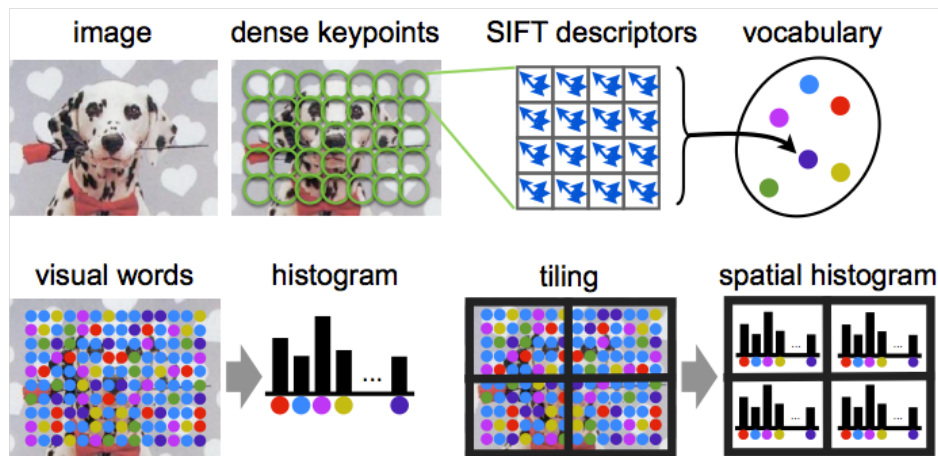 image
dense keypoints
SIFT descriptors
vocabulary
visual words
histogram
tiling
spatial histogram
...
...
...
...
...